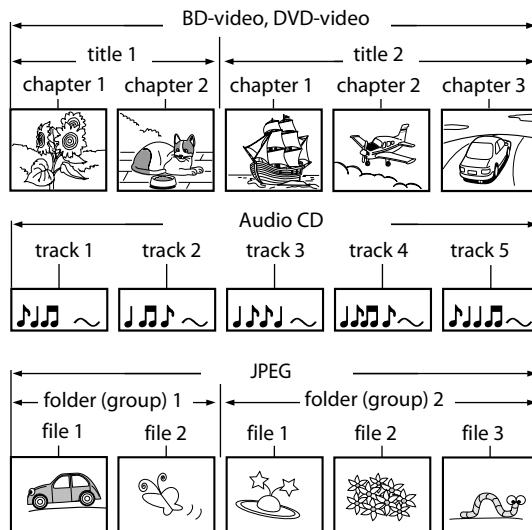 BD-video, DVD-video
title 1 title 2
chapter 1 chapter 2 chapter 1 chapter 2 chapter 3
Audio CD
track 1 track 2 track 3 track 4 track 5
JPEG
folder (group) 1 folder (group) 2
file 1 file 2 file 1 file 2 file 3